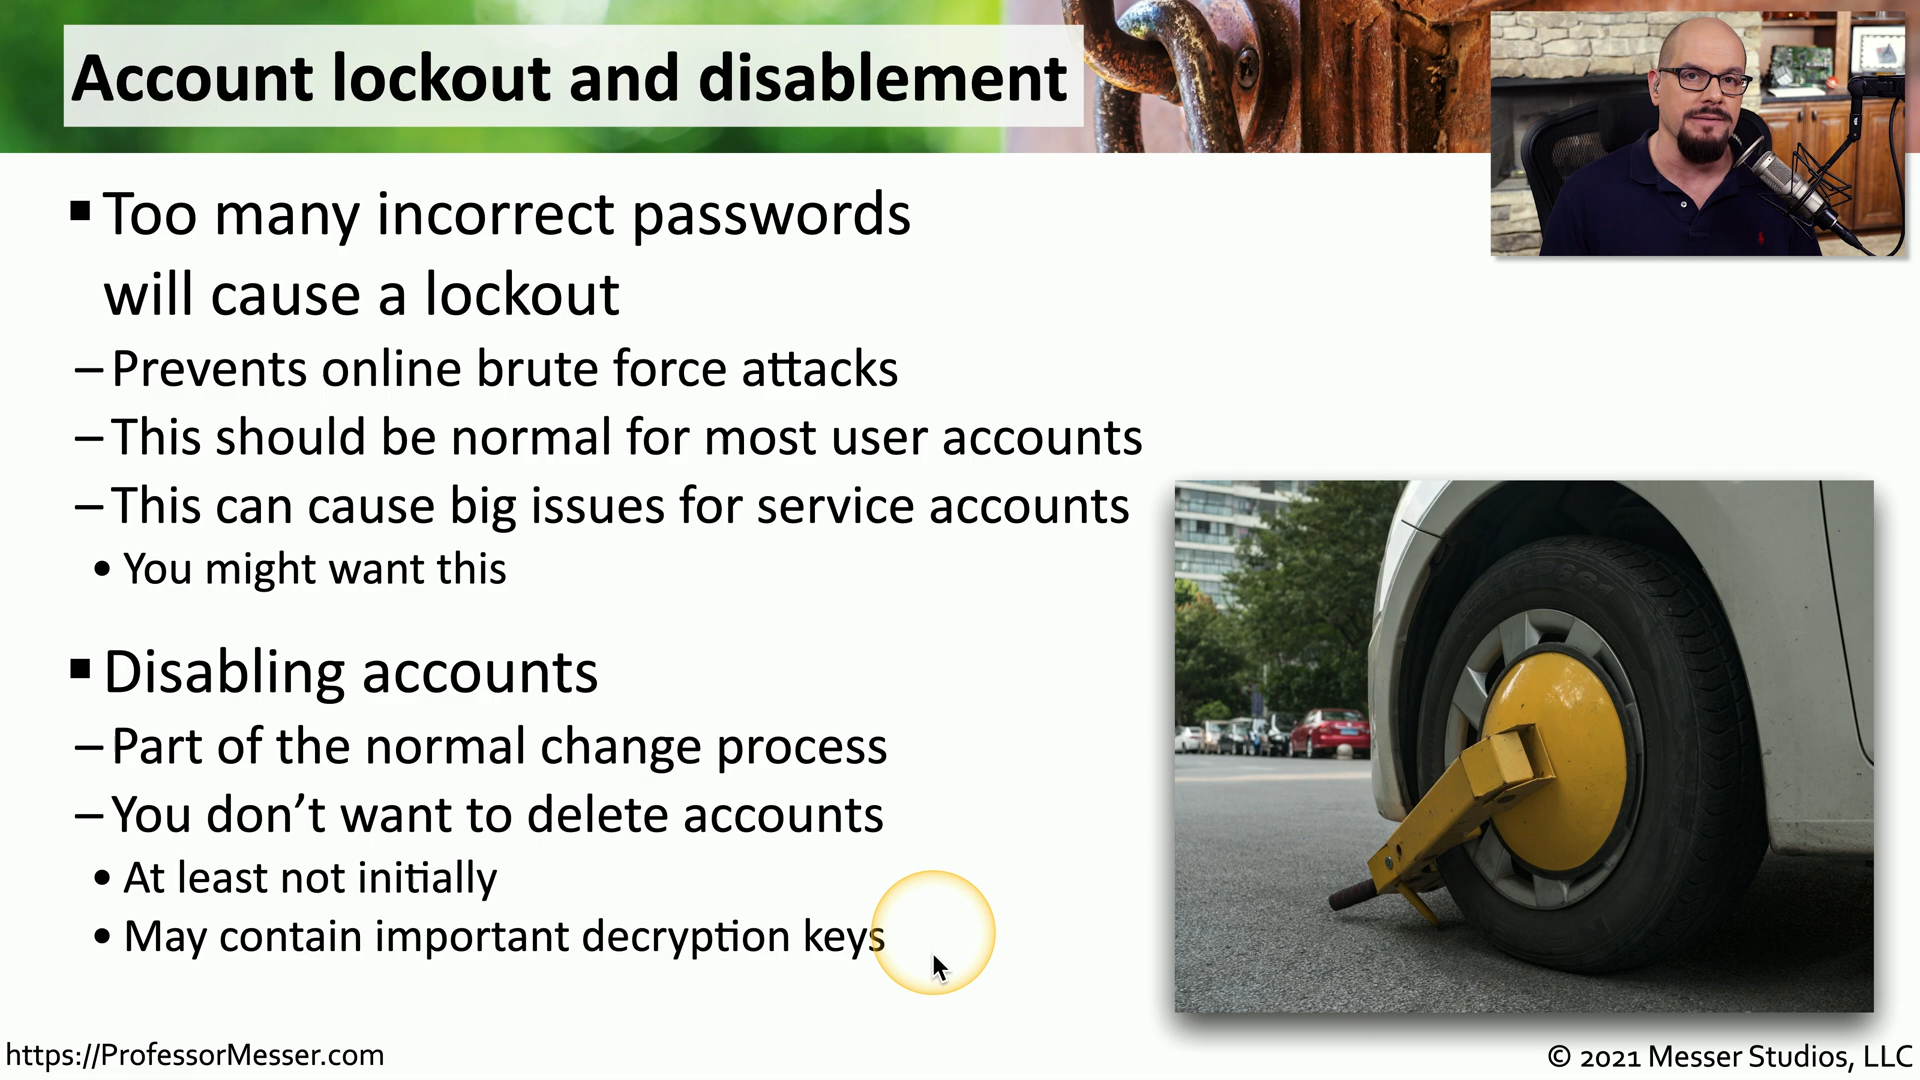 Account lockout and disablement
▪ Too many incorrect passwords
will cause a lockout
– Prevents online brute force attacks
– This should be normal for most user accounts
– This can cause big issues for service accounts
• You might want this
▪ Disabling accounts
– Part of the normal change process
– You don’t want to delete accounts
• At least not initially
• May contain important decryption keys
https://ProfessorMesser.com
© 2021 Messer Studios, LLC